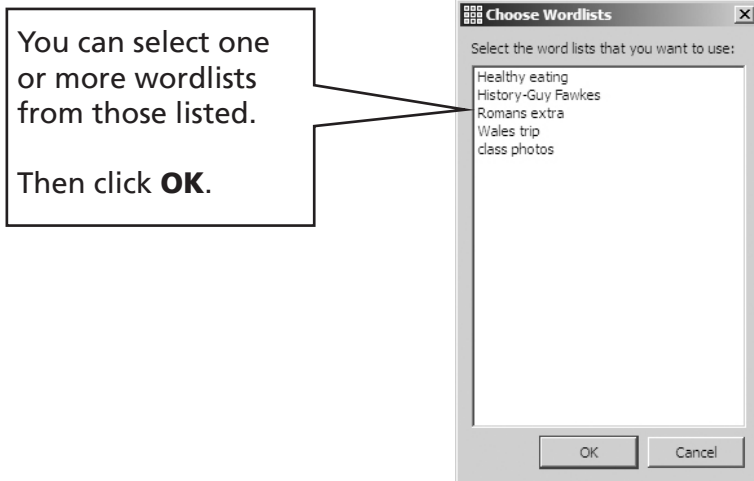 You can select one
or more wordlists
from those listed.
Then click OK.
Choose Wordlists
Select the word lists that you want to use:
Healthy eating
History-Guy Fawkes
Romans extra
Wales trip
class photos
OK
Cancel